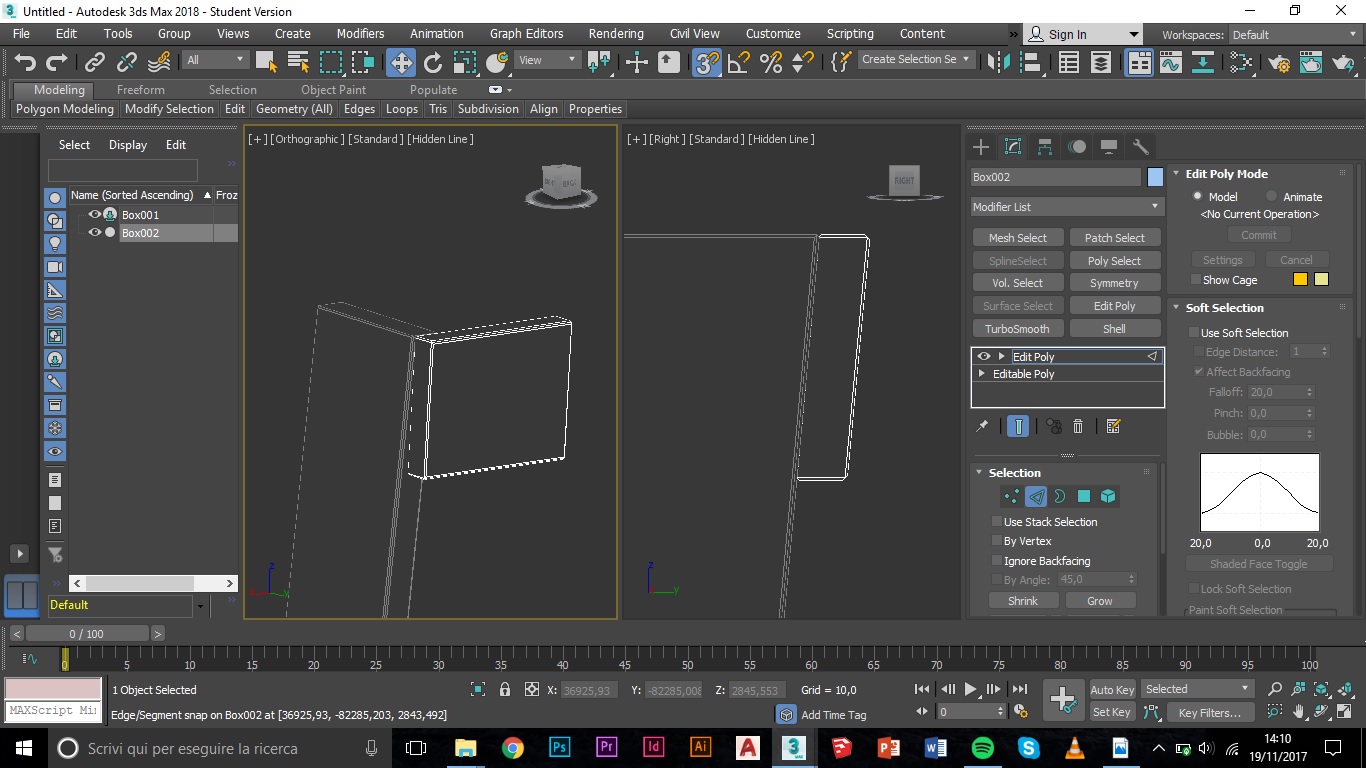 Untitled - Autodesk 3ds Max 2018 - Student Version
File Edit Tools Group Views Create Modifiers Animation Graph Editors Rendering Civil View Customize Scripting Content » Sign In Workspaces: Default
All View 3 Create Selection Se
Modeling Freeform Selection Object Paint Populate
Polygon Modeling Modify Selection Edit Geometry (All) Edges Loops Tris Subdivision Align Properties
Select Display Edit
Name (Sorted Ascending) Froz
Box001
Box002
Default
[+] [Orthographic] [Standard] [Hidden Line]
BACK
z
x y
[+] [Right] [Standard] [Hidden Line]
RIGHT
z
y
Box002
Modifier List
Mesh Select Patch Select
SplineSelect Poly Select
Vol. Select Symmetry
Surface Select Edit Poly
TurboSmooth Shell
Edit Poly
Editable Poly
Selection
Use Stack Selection
By Vertex
Ignore Backfacing
By Angle: 45,0
Shrink Grow
Edit Poly Mode
Model Animate
<No Current Operation>
Commit
Settings Cancel
Show Cage
Soft Selection
Use Soft Selection
Edge Distance: 1
Affect Backfacing
Falloff: 20,0
Pinch: 0,0
Bubble: 0,0
20,0 0,0 20,0
Shaded Face Toggle
Lock Soft Selection
Paint Soft Selection
< 0 / 100 >
0 5 10 15 20 25 30 35 40 45 50 55 60 65 70 75 80 85 90 95 100
1 Object Selected X: 36925,93 Y: -82285,00 Z: 2845,553 Grid = 10,0 Auto Key Selected
MAXScript Mi Edge/Segment snap on Box002 at [36925,93, -82285,203, 2843,492] Add Time Tag 0 Set Key Key Filters...
Scrivi qui per eseguire la ricerca Ps Pr Id Ai A 3 MAX P W S 14:10
19/11/2017